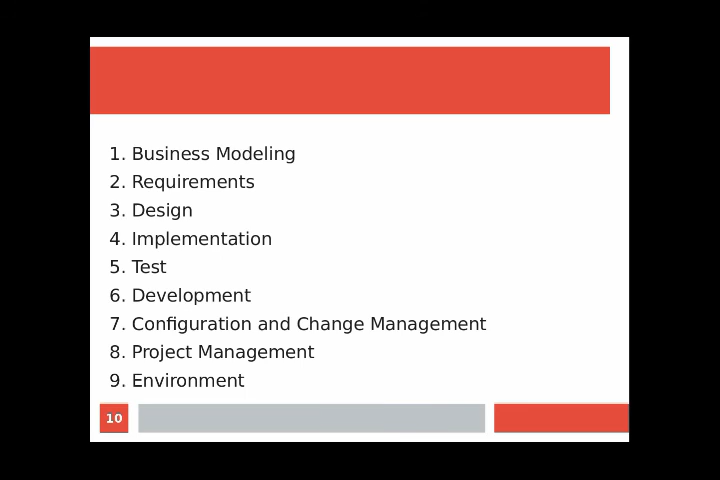 1. Business Modeling
2. Requirements
3. Design
4. Implementation
5. Test
6. Development
7. Configuration and Change Management
8. Project Management
9. Environment
10